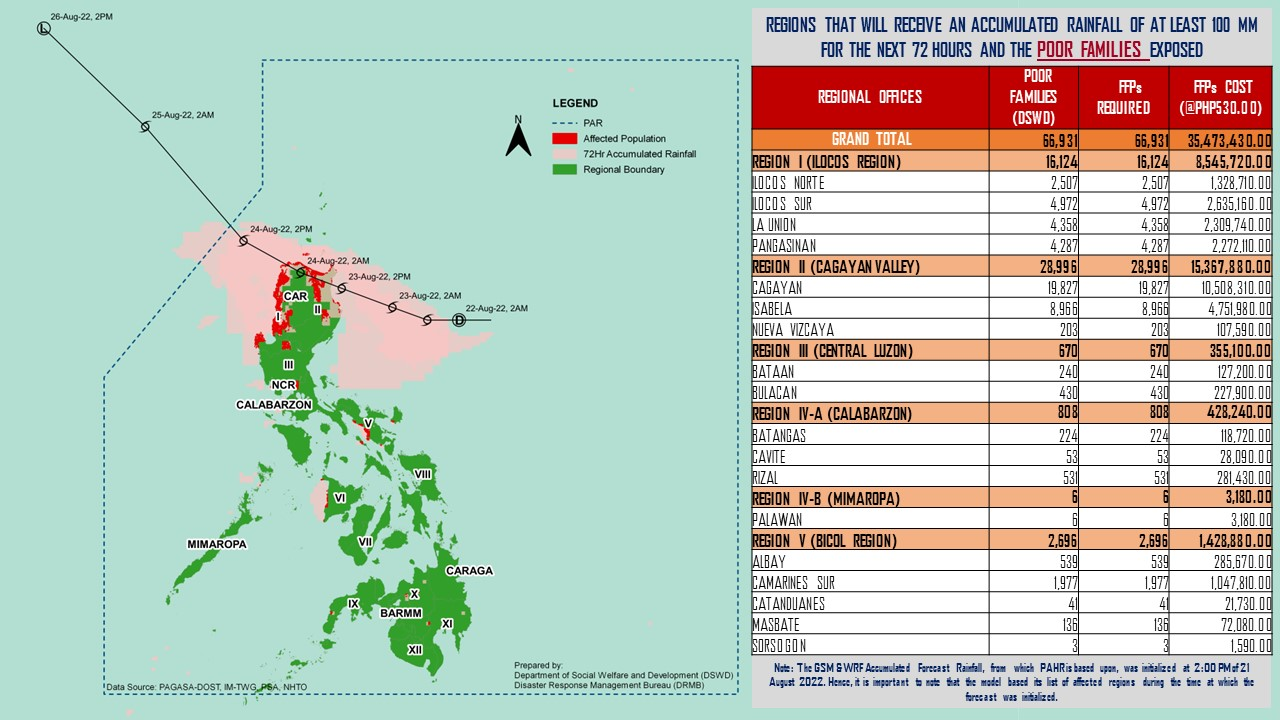 26-Aug-22, 2PM
25-Aug-22, 2AM
LEGEND
PAR
Affected Population
72Hr Accumulated Rainfall
Regional Boundary
N
24-Aug-22, 2PM
24-Aug-22, 2AM
23-Aug-22, 2PM
23-Aug-22, 2AM
22-Aug-22, 2AM
L
D
CAR
I
II
III
NCR
CALABARZON
V
VIII
VI
MIMAROPA
VII
CARAGA
IX
X
BARMM
XI
XII
Data Source: PAGASA-DOST, IM-TWG, PSA, NHTO
Prepared by:
Department of Social Welfare and Development (DSWD)
Disaster Response Management Bureau (DRMB)
REGIONS THAT WILL RECEIVE AN ACCUMULATED RAINFALL OF AT LEAST 100 MM
FOR THE NEXT 72 HOURS AND THE POOR FAMILIES EXPOSED
REGIONAL OFFICES POOR FAMILIES (DSWD) FFPs REQUIRED FFPs COST (@PHP530.00)
GRAND TOTAL 66,931 66,931 35,473,430.00
REGION I (ILOCOS REGION) 16,124 16,124 8,545,720.00
ILOCOS NORTE 2,507 2,507 1,328,710.00
ILOCOS SUR 4,972 4,972 2,635,160.00
LA UNION 4,358 4,358 2,309,740.00
PANGASINAN 4,287 4,287 2,272,110.00
REGION II (CAGAYAN VALLEY) 28,996 28,996 15,367,880.00
CAGAYAN 19,827 19,827 10,508,310.00
ISABELA 8,966 8,966 4,751,980.00
NUEVA VIZCAYA 203 203 107,590.00
REGION III (CENTRAL LUZON) 670 670 355,100.00
BATAAN 240 240 127,200.00
BULACAN 430 430 227,900.00
REGION IV-A (CALABARZON) 808 808 428,240.00
BATANGAS 224 224 118,720.00
CAVITE 53 53 28,090.00
RIZAL 531 531 281,430.00
REGION IV-B (MIMAROPA) 6 6 3,180.00
PALAWAN 6 6 3,180.00
REGION V (BICOL REGION) 2,696 2,696 1,428,880.00
ALBAY 539 539 285,670.00
CAMARINES SUR 1,977 1,977 1,047,810.00
CATANDUANES 41 41 21,730.00
MASBATE 136 136 72,080.00
SORSOGON 3 3 1,590.00
Note: The GSM & WRF Accumulated Forecast Rainfall, from which PAHR is based upon, was initialized at 2:00 PM of 21
August 2022. Hence, it is important to note that the model based its list of affected regions during the time at which the
forecast was initialized.